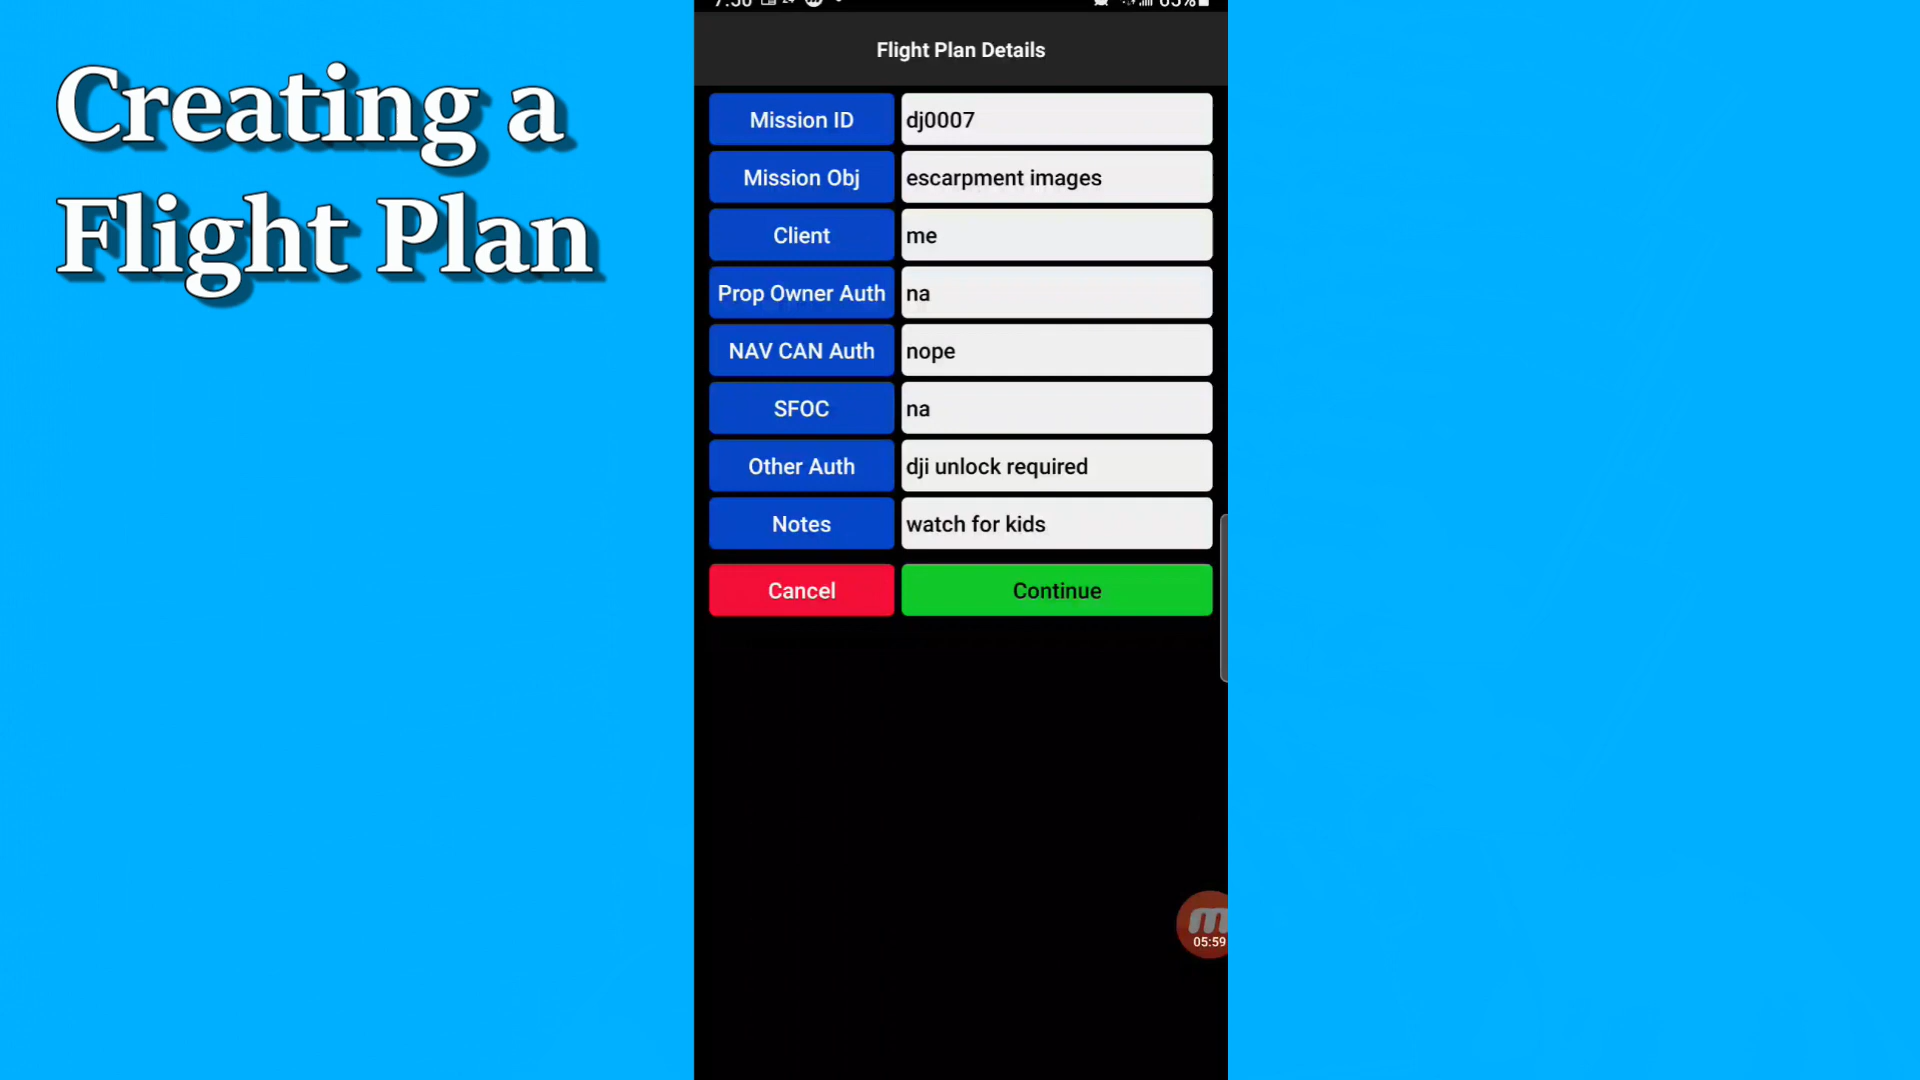 Creating a
Flight Plan
Flight Plan Details
Mission ID
dj0007
Mission Obj
escarpment images
Client
me
Prop Owner Auth
na
NAV CAN Auth
nope
SFOC
na
Other Auth
dji unlock required
Notes
watch for kids
Cancel
Continue
05:59